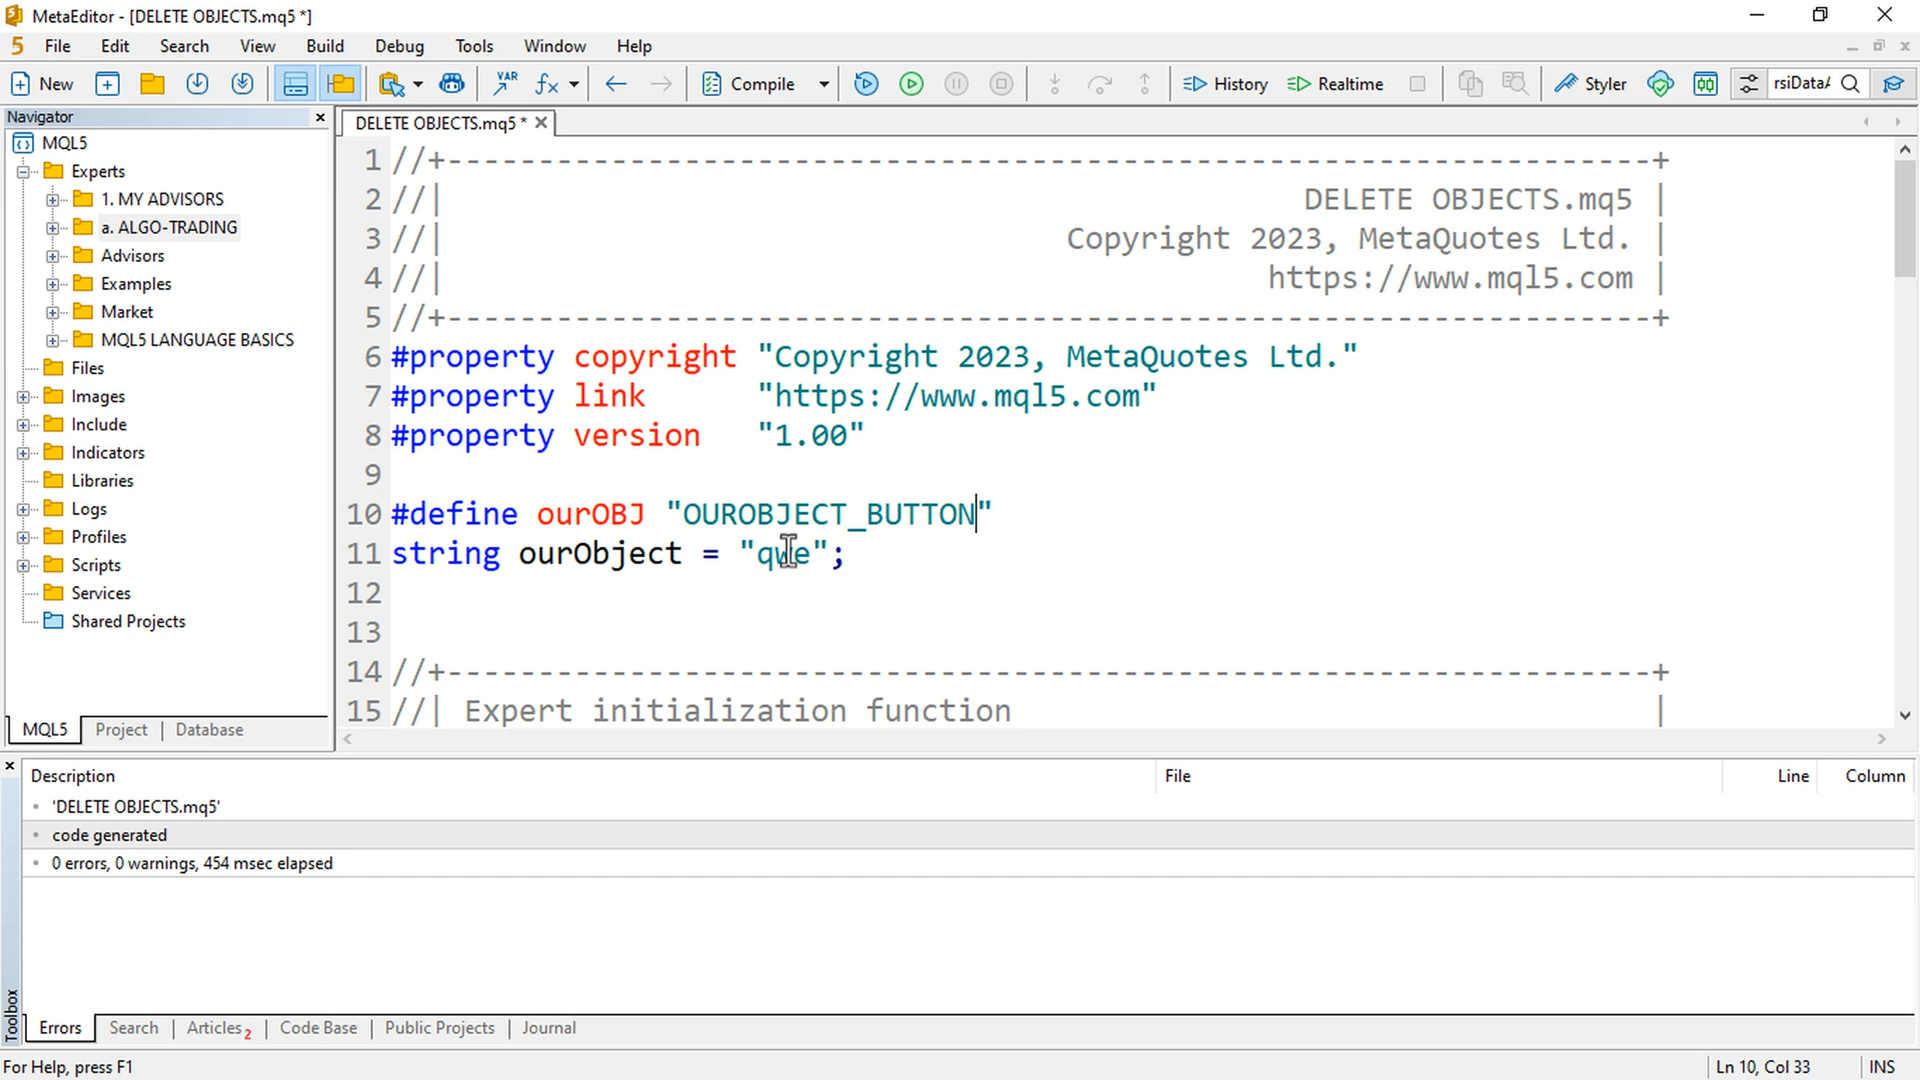 MetaEditor - [DELETE OBJECTS.mq5 *]
5 File Edit Search View Build Debug Tools Window Help
New VAR Compile History Realtime Styler
Navigator
MQL5
Experts
1. MY ADVISORS
a. ALGO-TRADING
Advisors
Examples
Market
MQL5 LANGUAGE BASICS
Files
Images
Include
Indicators
Libraries
Logs
Profiles
Scripts
Services
Shared Projects
MQL5 | Project | Database
DELETE OBJECTS.mq5 *
1 //+------------------------------------------------------------------+
2 //| DELETE OBJECTS.mq5 |
3 //| Copyright 2023, MetaQuotes Ltd. |
4 //| https://www.mql5.com |
5 //+------------------------------------------------------------------+
6 #property copyright "Copyright 2023, MetaQuotes Ltd."
7 #property link "https://www.mql5.com"
8 #property version "1.00"
9
10 #define ourOBJ "OUROBJECT_BUTTON"
11 string ourObject = "qwe";
12
13
14 //+------------------------------------------------------------------+
15 //| Expert initialization function |
Description File Line Column
'DELETE OBJECTS.mq5'
code generated
0 errors, 0 warnings, 454 msec elapsed
Toolbox
Errors | Search | Articles 2 | Code Base | Public Projects | Journal
For Help, press F1 Ln 10, Col 33 INS